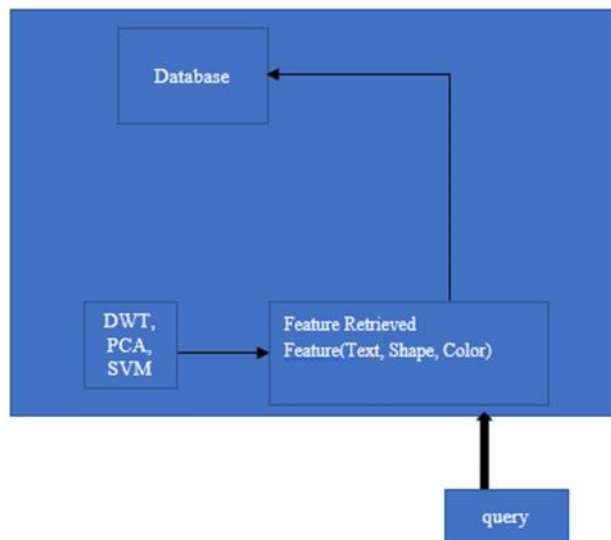 Database
DWT,
PCA,
SVM
Feature Retrieved
Feature(Text, Shape, Color)
query